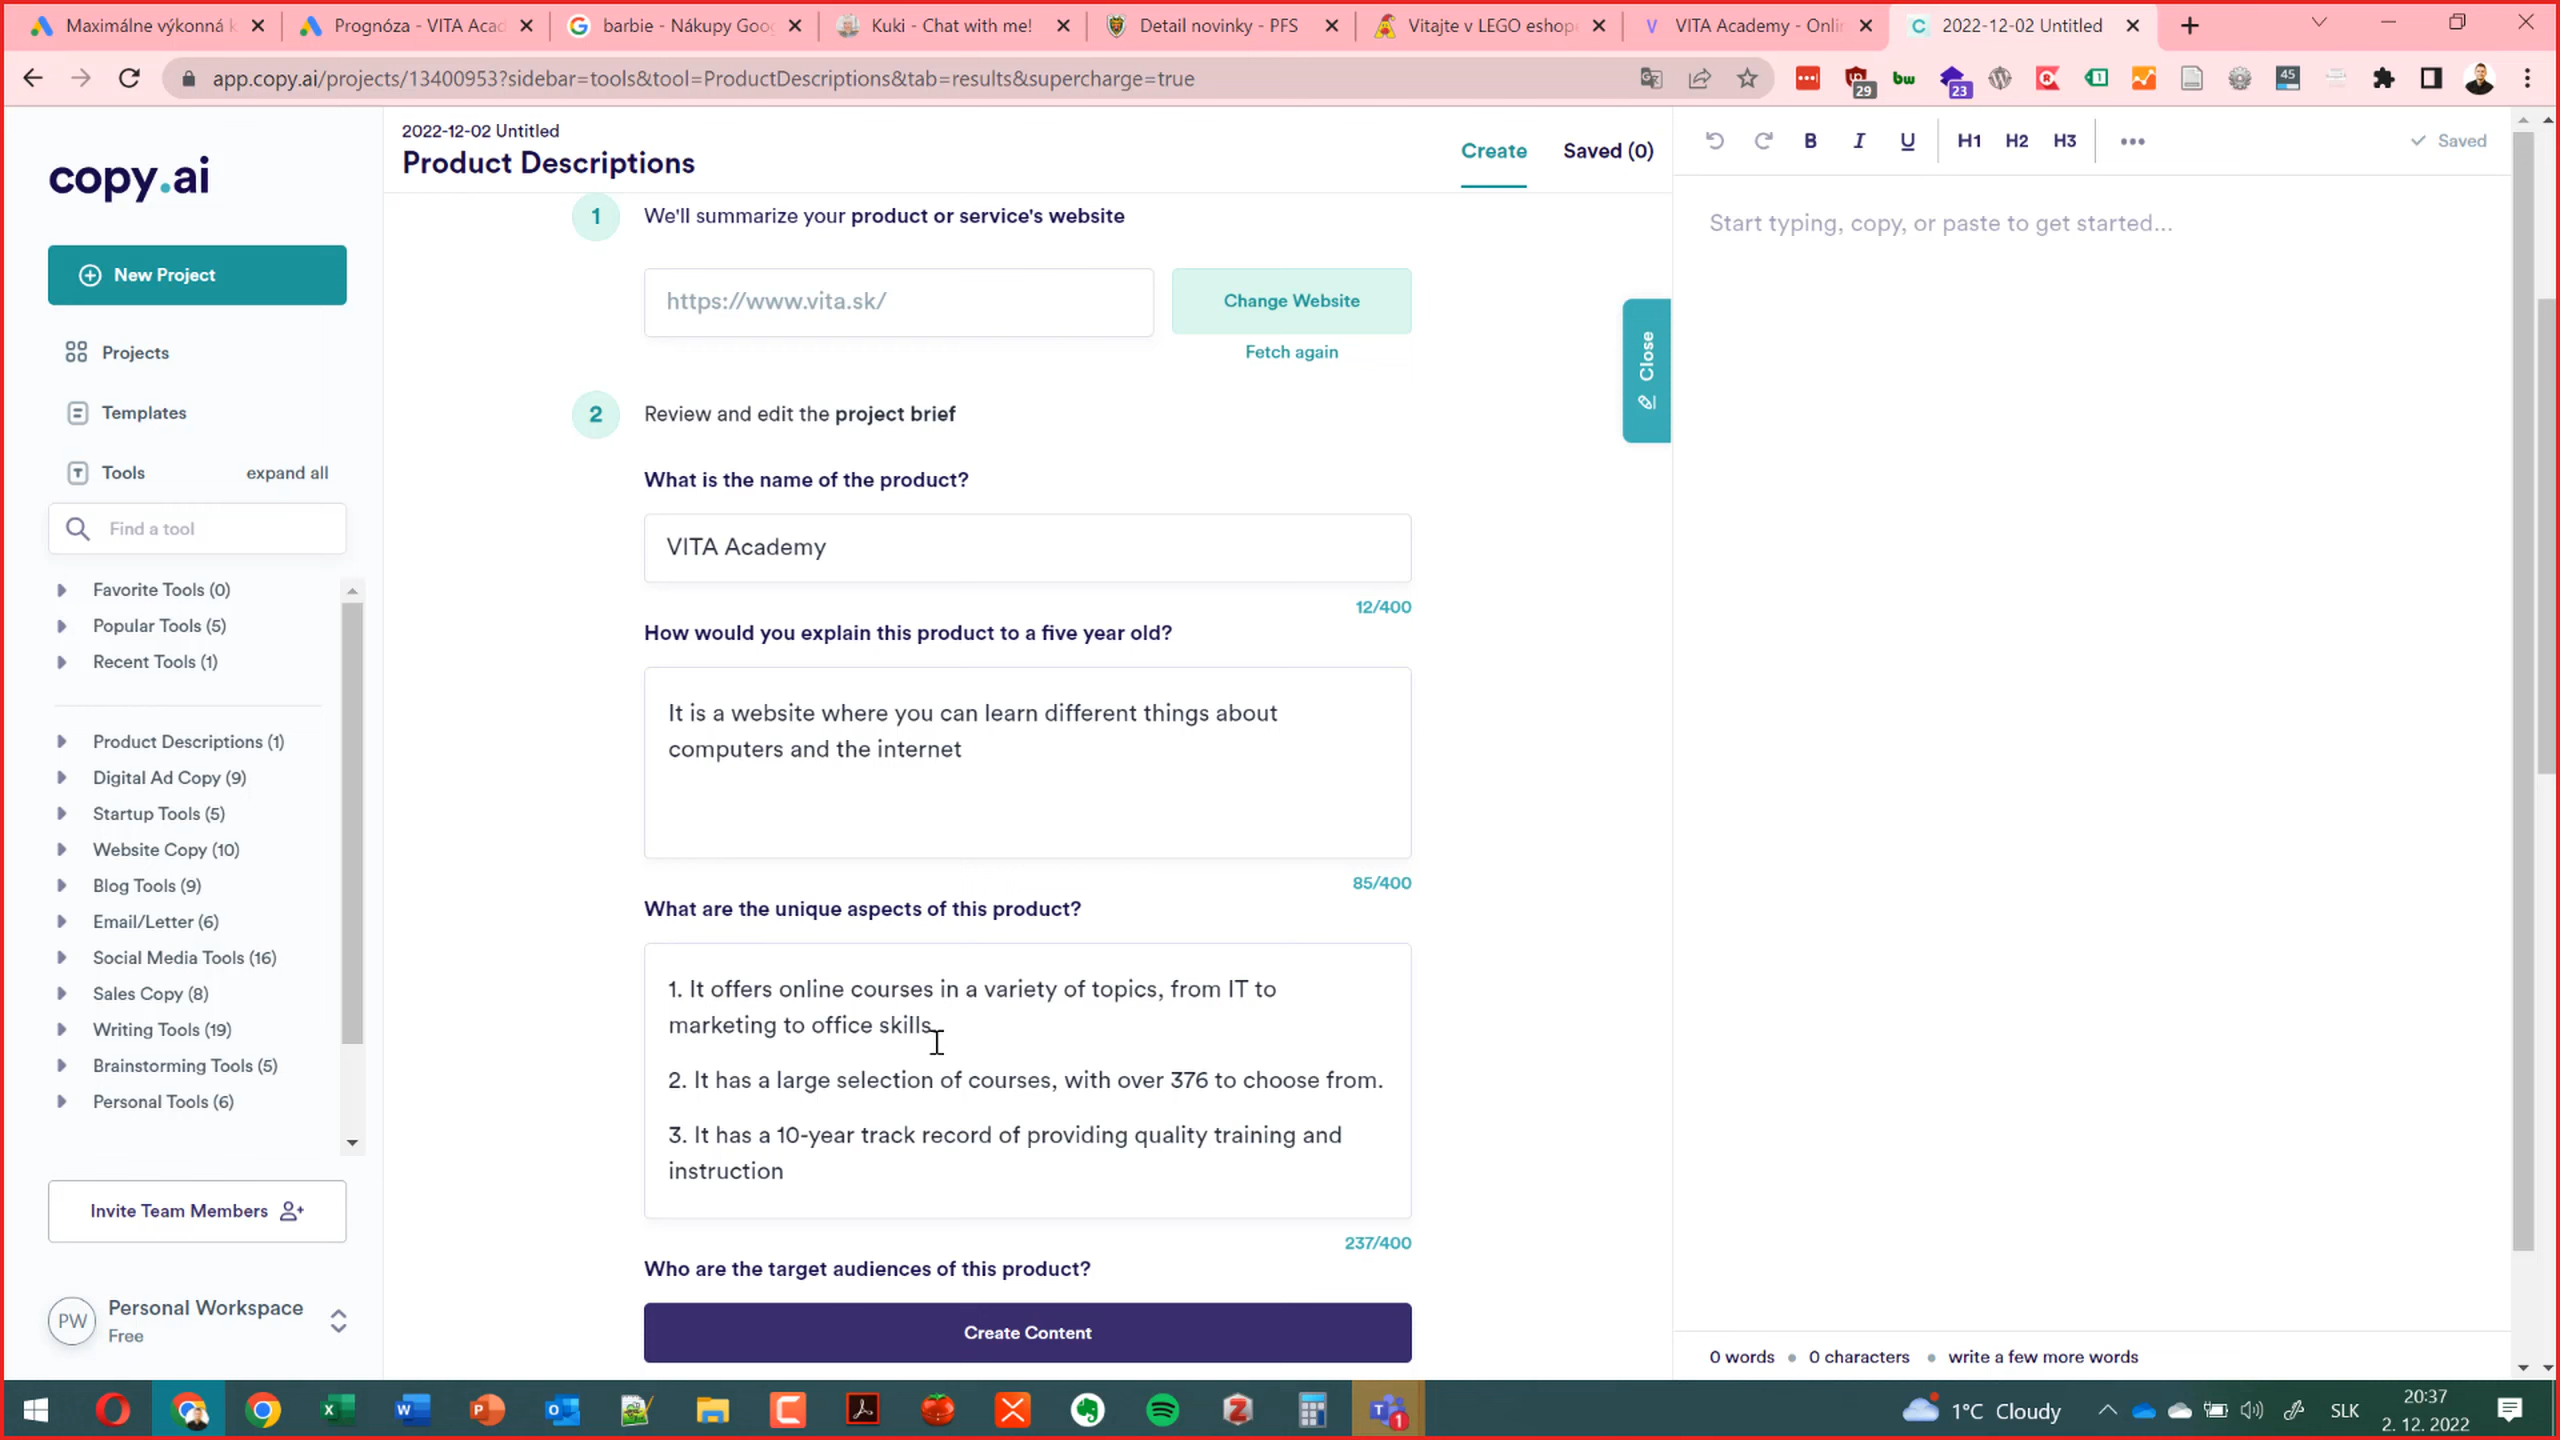 Maximálne výkonná k
Prognóza - VITA Acad
barbie - Nákupy Goog
Kuki - Chat with me!
Detail novinky - PFS
Vitajte v LEGO eshope
VITA Academy - Onlin
2022-12-02 Untitled
app.copy.ai/projects/13400953?sidebar=tools&tool=ProductDescriptions&tab=results&supercharge=true
29
23
45
copy.ai
New Project
Projects
Templates
Tools
expand all
Find a tool
Favorite Tools (0)
Popular Tools (5)
Recent Tools (1)
Product Descriptions (1)
Digital Ad Copy (9)
Startup Tools (5)
Website Copy (10)
Blog Tools (9)
Email/Letter (6)
Social Media Tools (16)
Sales Copy (8)
Writing Tools (19)
Brainstorming Tools (5)
Personal Tools (6)
Invite Team Members
PW
Personal Workspace
Free
2022-12-02 Untitled
Product Descriptions
Create
Saved (0)
1
We'll summarize your product or service's website
https://www.vita.sk/
Change Website
Fetch again
2
Review and edit the project brief
What is the name of the product?
VITA Academy
12/400
How would you explain this product to a five year old?
It is a website where you can learn different things about
computers and the internet
85/400
What are the unique aspects of this product?
1. It offers online courses in a variety of topics, from IT to
marketing to office skills.
2. It has a large selection of courses, with over 376 to choose from.
3. It has a 10-year track record of providing quality training and
instruction
237/400
Who are the target audiences of this product?
Create Content
Close
B
I
U
H1
H2
H3
Saved
Start typing, copy, or paste to get started...
0 words
0 characters
write a few more words
1°C Cloudy
SLK
20:37
2. 12. 2022